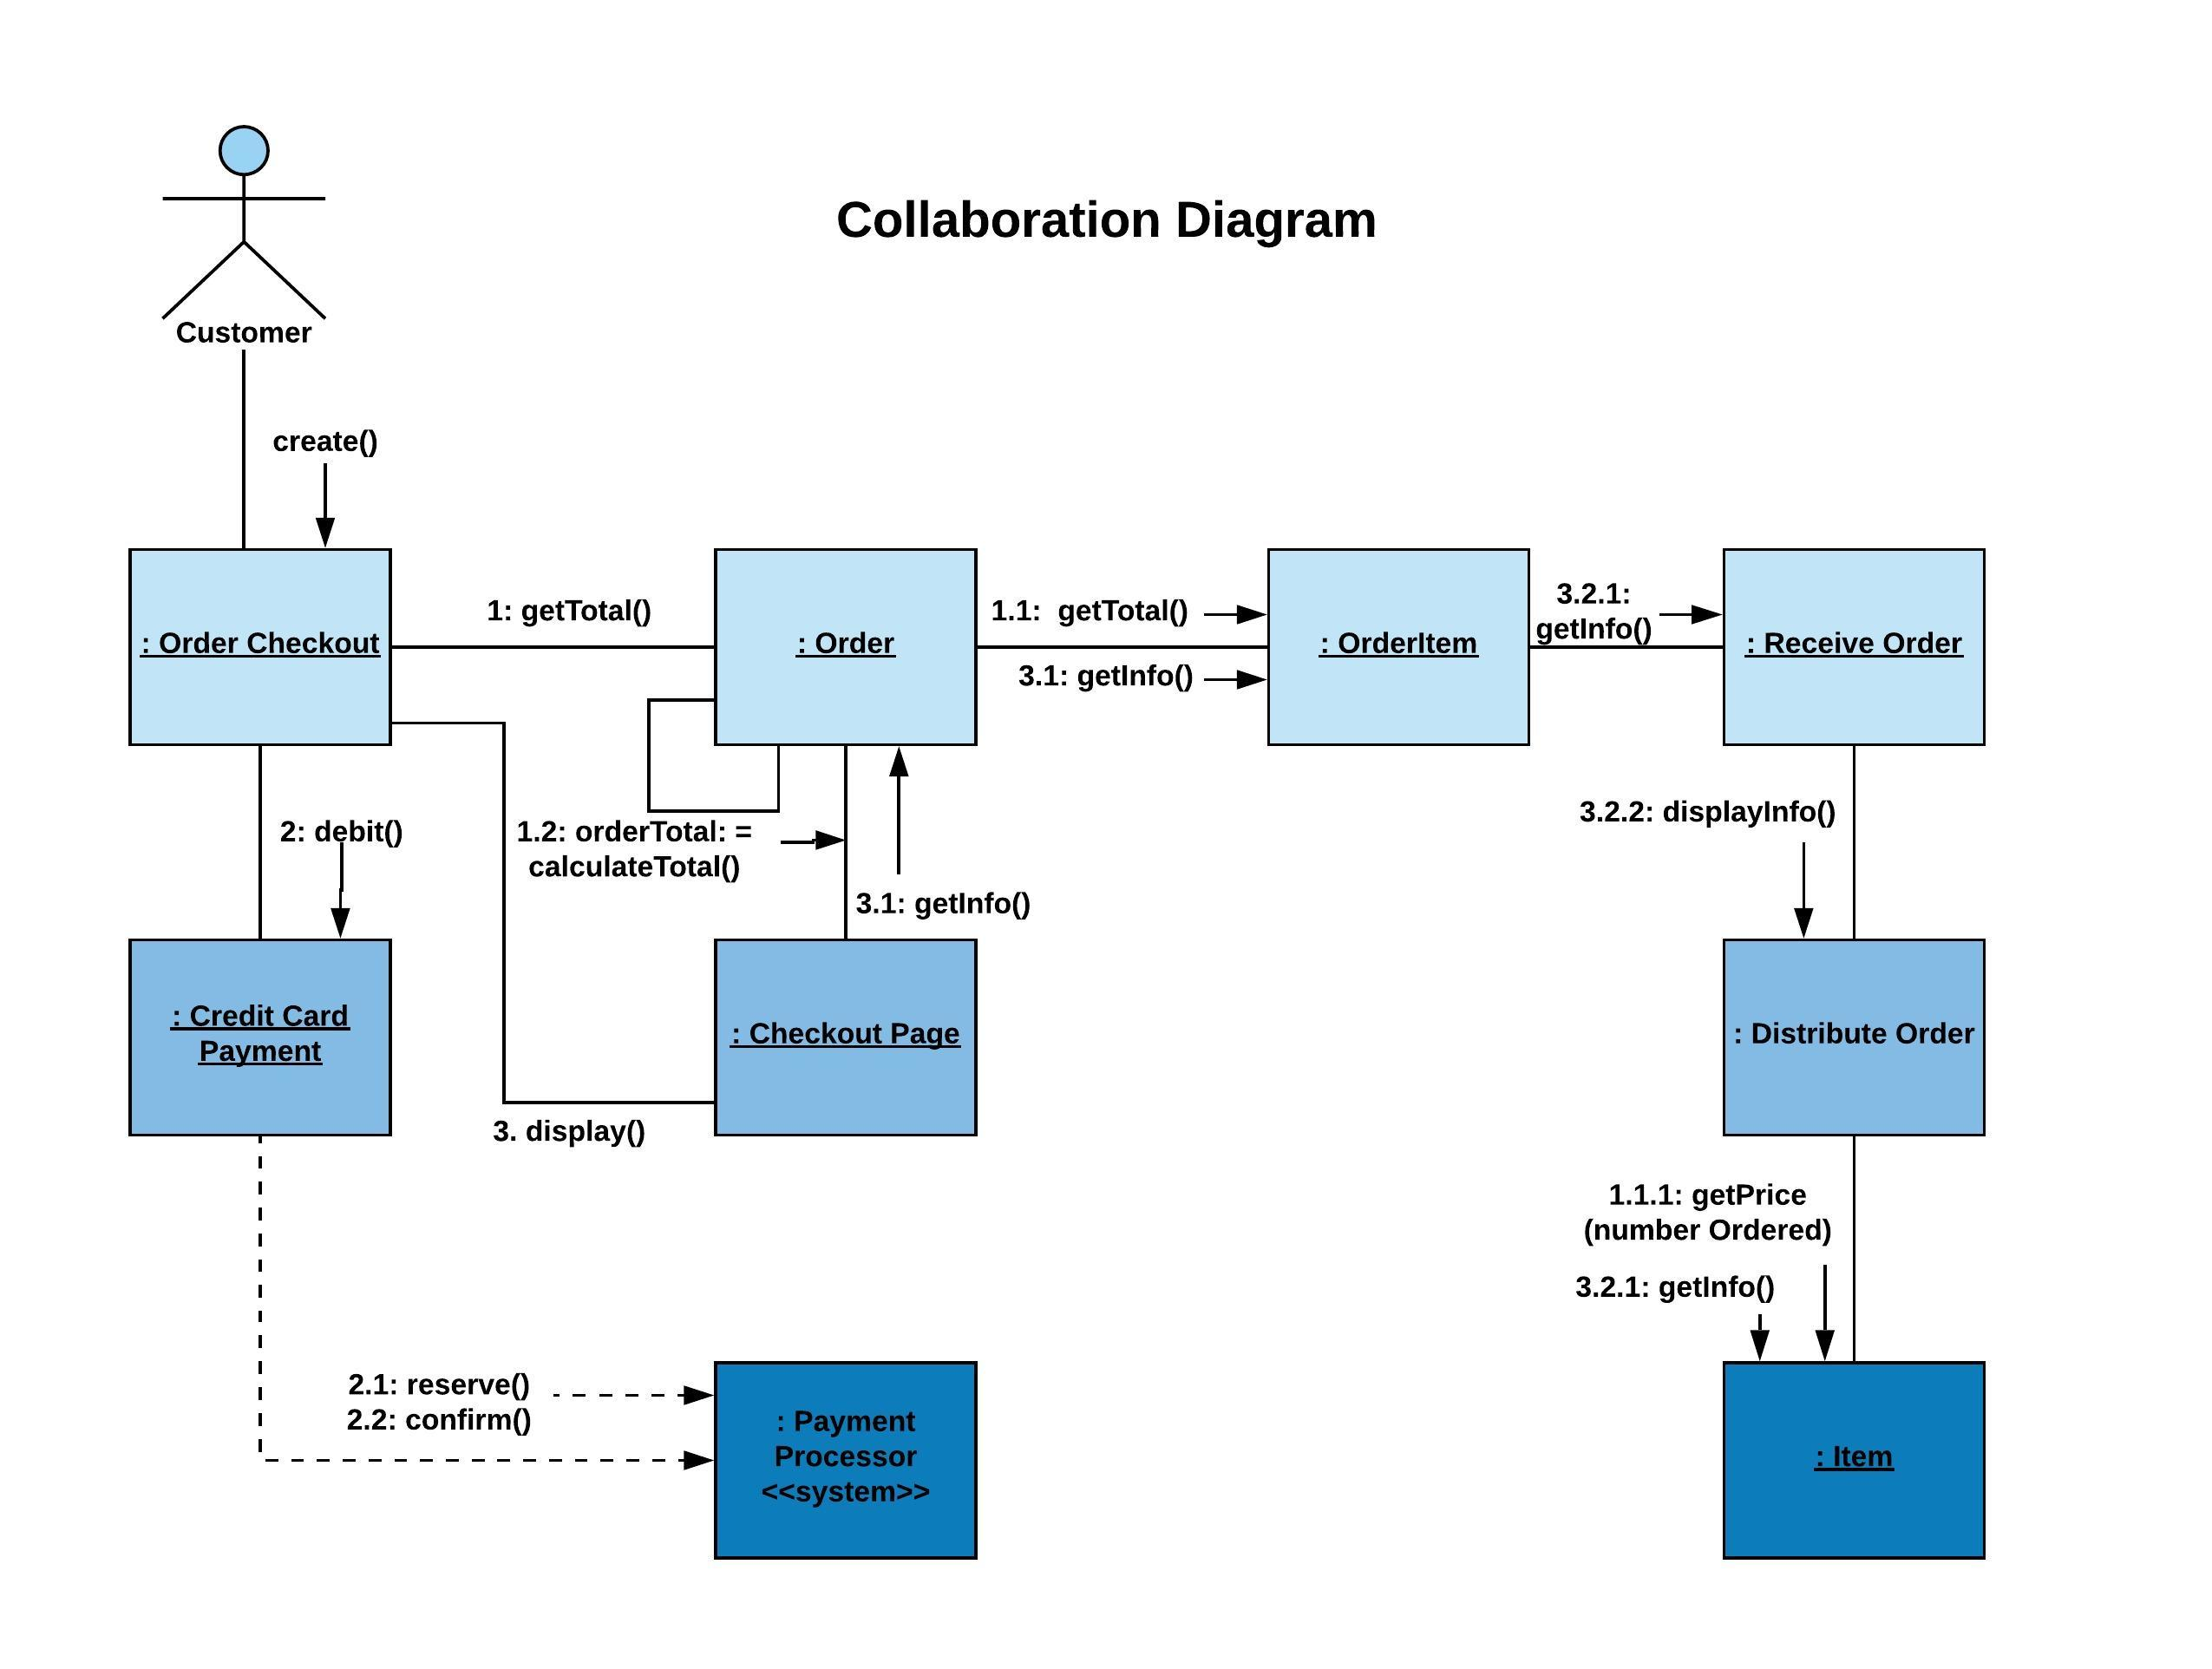 Collaboration Diagram
Customer
create()
: Order Checkout
1: getTotal()
: Order
1.1:  getTotal()
3.1: getInfo()
: OrderItem
3.2.1:
getInfo()
: Receive Order
2: debit()
1.2: orderTotal: =
calculateTotal()
3.1: getInfo()
3.2.2: displayInfo()
: Credit Card
Payment
: Checkout Page
: Distribute Order
3. display()
1.1.1: getPrice
(number Ordered)
3.2.1: getInfo()
2.1: reserve()
2.2: confirm()
: Payment
Processor
<<system>>
: Item